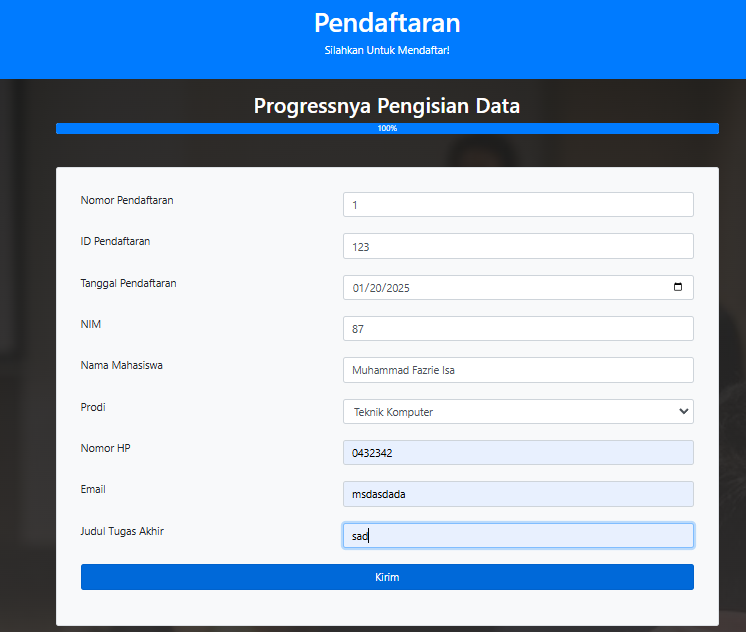 Pendaftaran
Silahkan Untuk Mendaftar!
Progressnya Pengisian Data
100%
Nomor Pendaftaran
1
ID Pendaftaran
123
Tanggal Pendaftaran
01/20/2025
NIM
87
Nama Mahasiswa
Muhammad Fazrie Isa
Prodi
Teknik Komputer
Nomor HP
0432342
Email
msdasdada
Judul Tugas Akhir
sad
Kirim